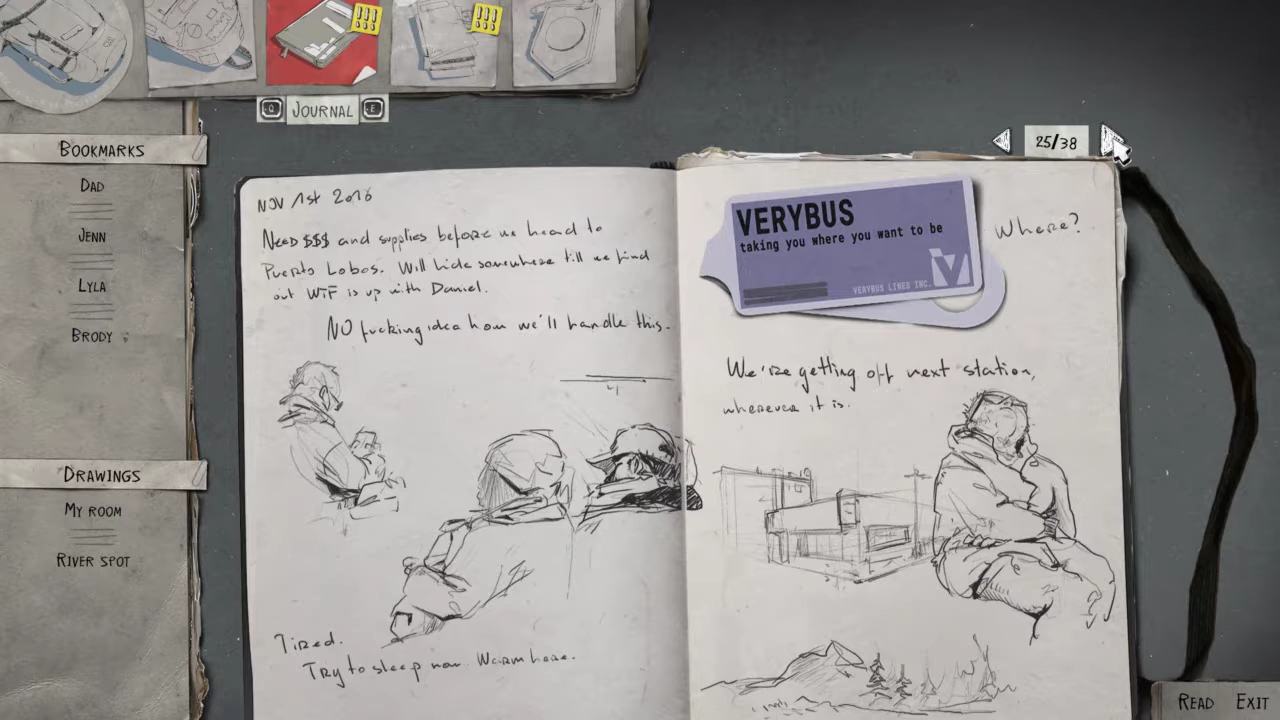 Q
JOURNAL
E
BOOKMARKS
DAD
JENN
LYLA
BRODY
DRAWINGS
MY ROOM
RIVER SPOT
25/38
NOV 1st 2016
NEED $$$ and supplies before we head to
Puerto Lobos. Will hide somewhere till we find
out WTF is up with Daniel.
NO fucking idea how we'll handle this.
Tired.
Try to sleep now. Warm here.
VERYBUS
taking you where you want to be
VERYBUS LINES INC.
Where?
We're getting off next station,
wherever it is.
READ EXIT